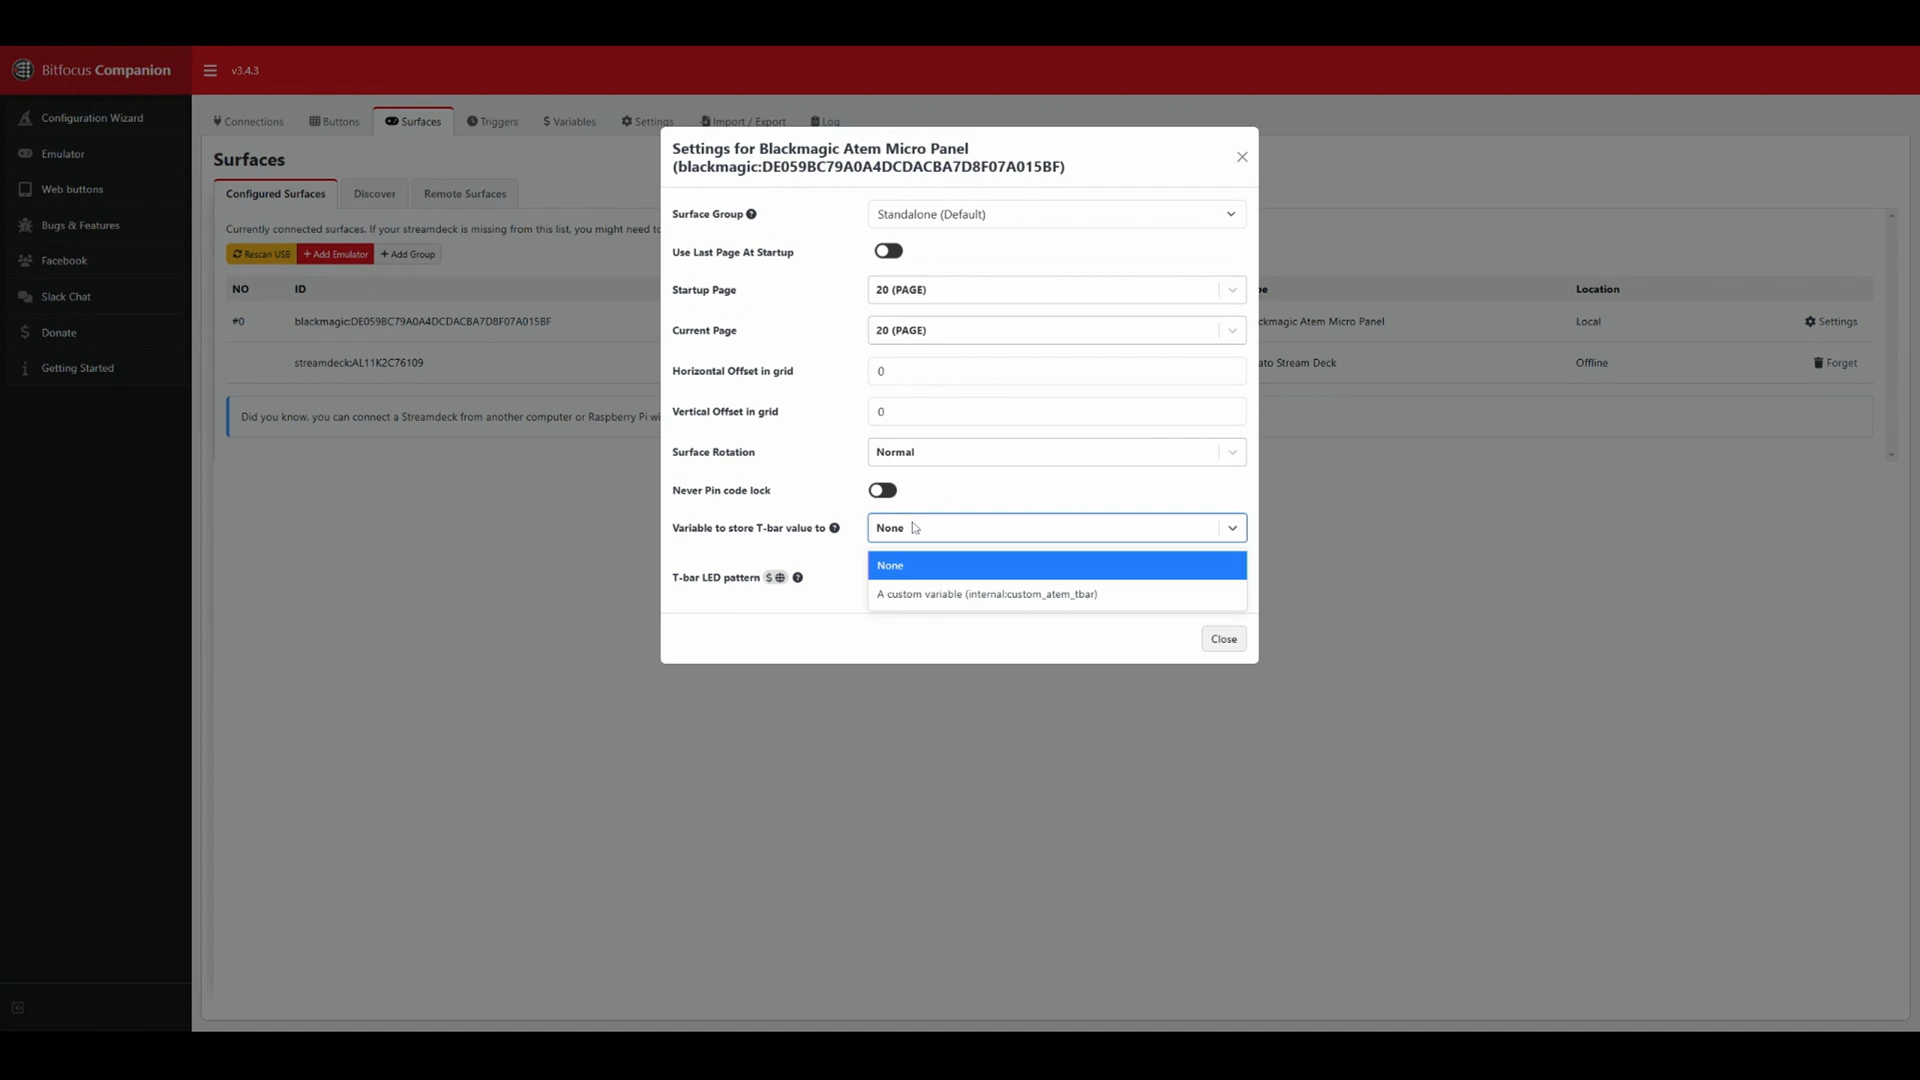 Bitfocus Companion
v3.4.3
Configuration Wizard
Emulator
Web buttons
Bugs & Features
Facebook
Slack Chat
Donate
Getting Started
Connections
Buttons
Surfaces
Triggers
$ Variables
Settings
Import / Export
Log
Surfaces
Configured Surfaces
Discover
Remote Surfaces
Currently connected surfaces. If your streamdeck is missing from this list, you might need to
Rescan USB
+ Add Emulator
+ Add Group
NO
ID
Location
#0
blackmagic:DE059BC79A0A4DCDACBA7D8F07A015BF
ckmagic Atem Micro Panel
Local
Settings
streamdeck:AL11K2C76109
ato Stream Deck
Offline
Forget
Did you know, you can connect a Streamdeck from another computer or Raspberry Pi wi
Settings for Blackmagic Atem Micro Panel
(blackmagic:DE059BC79A0A4DCDACBA7D8F07A015BF)
Surface Group
Standalone (Default)
Use Last Page At Startup
Startup Page
20 (PAGE)
Current Page
20 (PAGE)
Horizontal Offset in grid
0
Vertical Offset in grid
0
Surface Rotation
Normal
Never Pin code lock
Variable to store T-bar value to
None
None
A custom variable (internal:custom_atem_tbar)
T-bar LED pattern $
Close